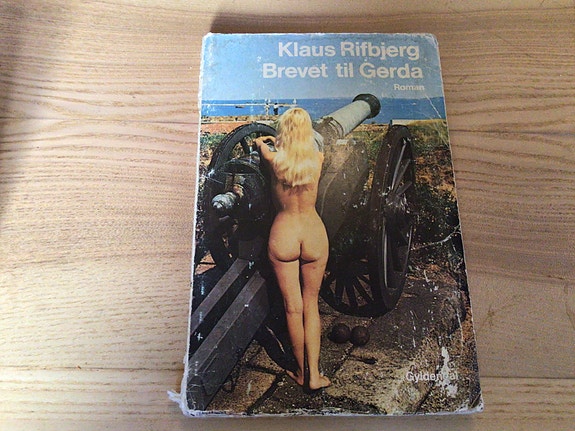 Klaus Rifbjerg
Brevet til Gerda
Roman
Gyldendal